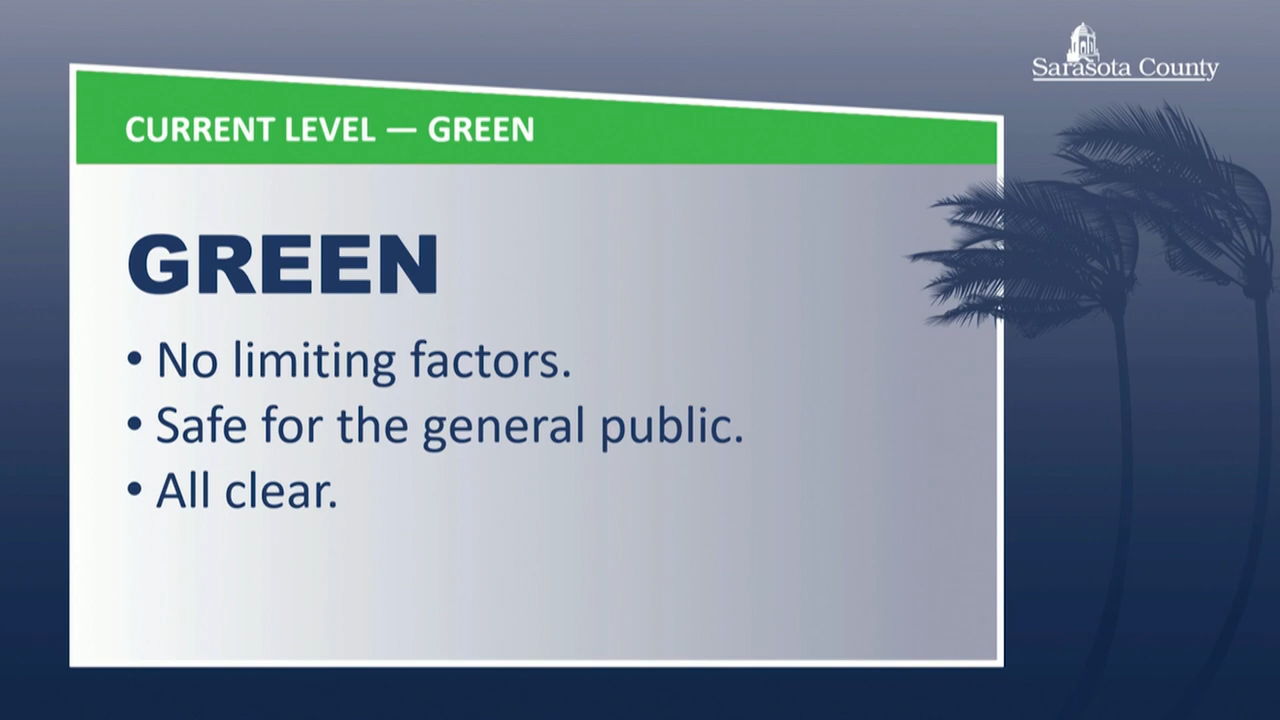 Sarasota County
CURRENT LEVEL — GREEN
GREEN
• No limiting factors.
• Safe for the general public.
• All clear.